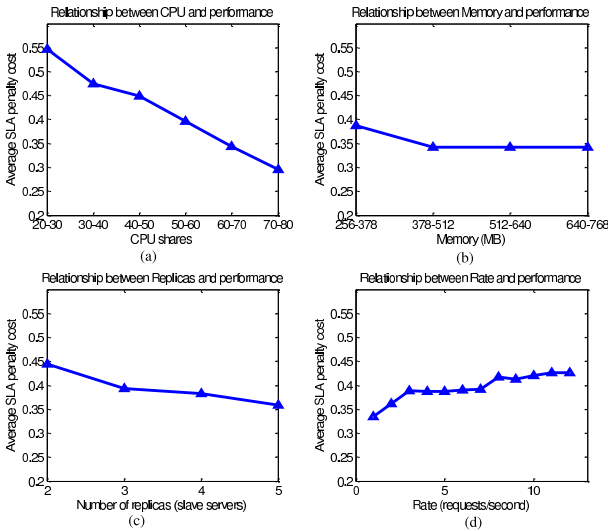 Relationship between CPU and performance
Average SLA penalty cost
0.55
0.5
0.45
0.4
0.35
0.3
0.25
0.2
20-30 30-40 40-50 50-60 60-70 70-80
CPU shares
(a)
Relationship between Memory and performance
Average SLA penalty cost
0.55
0.5
0.45
0.4
0.35
0.3
0.25
0.2
256-378 378-512 512-640 640-768
Memory (MB)
(b)
Relationship between Replicas and performance
Average SLA penalty cost
0.55
0.5
0.45
0.4
0.35
0.3
0.25
0.2
2 3 4 5
Number of replicas (slave servers)
(c)
Relationship between Rate and performance
Average SLA penalty cost
0.55
0.5
0.45
0.4
0.35
0.3
0.25
0.2
0 5 10
Rate (requests/second)
(d)